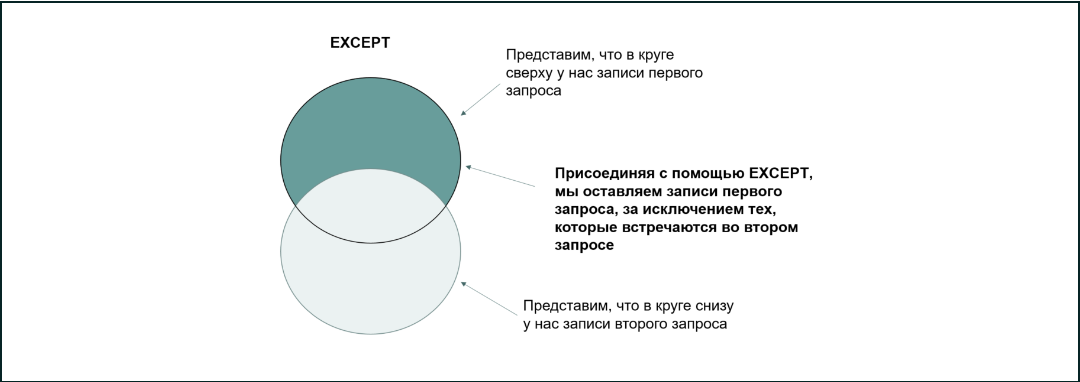 EXCEPT
Представим, что в круге
сверху у нас записи первого
запроса
Присоединяя с помощью EXCEPT,
мы оставляем записи первого
запроса, за исключением тех,
которые встречаются во втором
запросе
Представим, что в круге снизу
у нас записи второго запроса